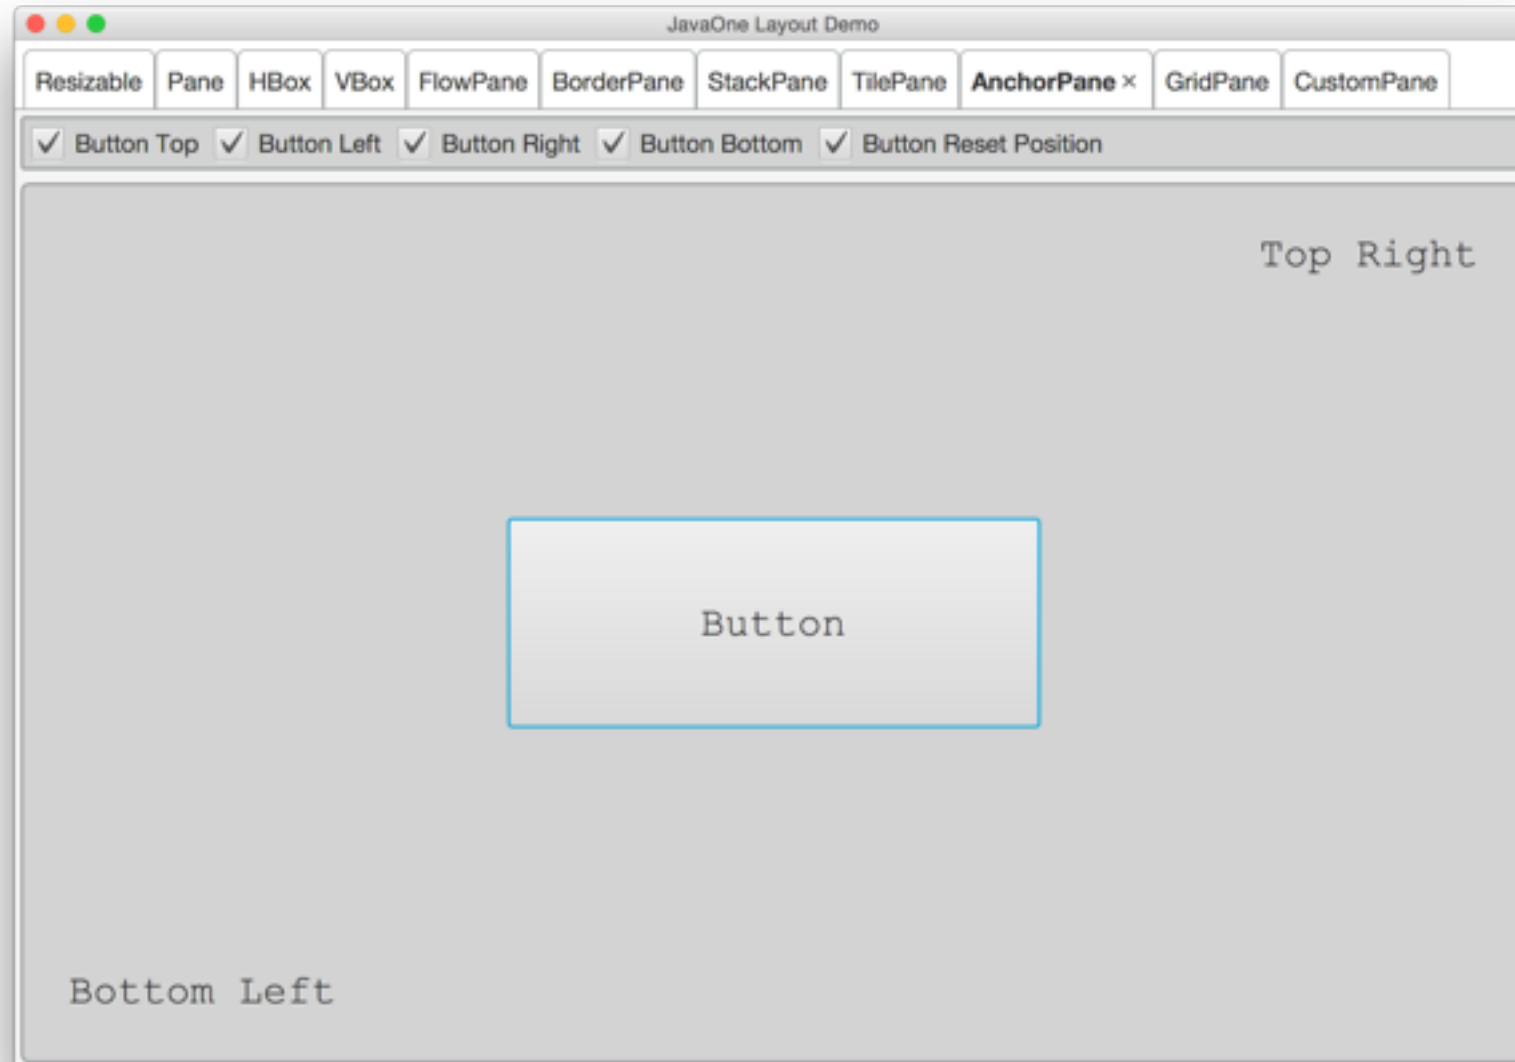 JavaOne Layout Demo
Resizable Pane HBox VBox FlowPane BorderPane StackPane TilePane AnchorPane × GridPane CustomPane
Button Top Button Left Button Right Button Bottom Button Reset Position
Top Right
Button
Bottom Left